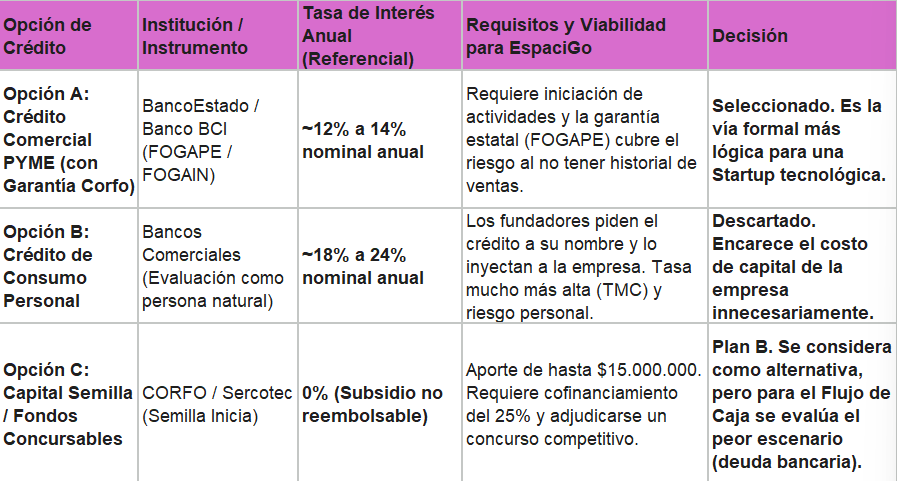 Opción de
Crédito
Institución /
Instrumento
Tasa de Interés
Anual
(Referencial)
Requisitos y Viabilidad
para EspaciGo
Decisión
Opción A:
Crédito
Comercial
PYME (con
Garantía Corfo)
BancoEstado /
Banco BCI
(FOGAPE /
FOGAIN)
~12% a 14%
nominal anual
Requiere iniciación de
actividades y la garantía
estatal (FOGAPE) cubre el
riesgo al no tener historial de
ventas.
Seleccionado. Es la
vía formal más
lógica para una
Startup tecnológica.
Opción B:
Crédito de
Consumo
Personal
Bancos
Comerciales
(Evaluación como
persona natural)
~18% a 24%
nominal anual
Los fundadores piden el
crédito a su nombre y lo
inyectan a la empresa. Tasa
mucho más alta (TMC) y
riesgo personal.
Descartado.
Encarece el costo
de capital de la
empresa
innecesariamente.
Opción C:
Capital Semilla
/ Fondos
Concursables
CORFO / Sercotec
(Semilla Inicia)
0% (Subsidio no
reembolsable)
Aporte de hasta $15.000.000.
Requiere cofinanciamiento
del 25% y adjudicarse un
concurso competitivo.
Plan B. Se considera
como alternativa,
pero para el Flujo de
Caja se evalúa el
peor escenario
(deuda bancaria).